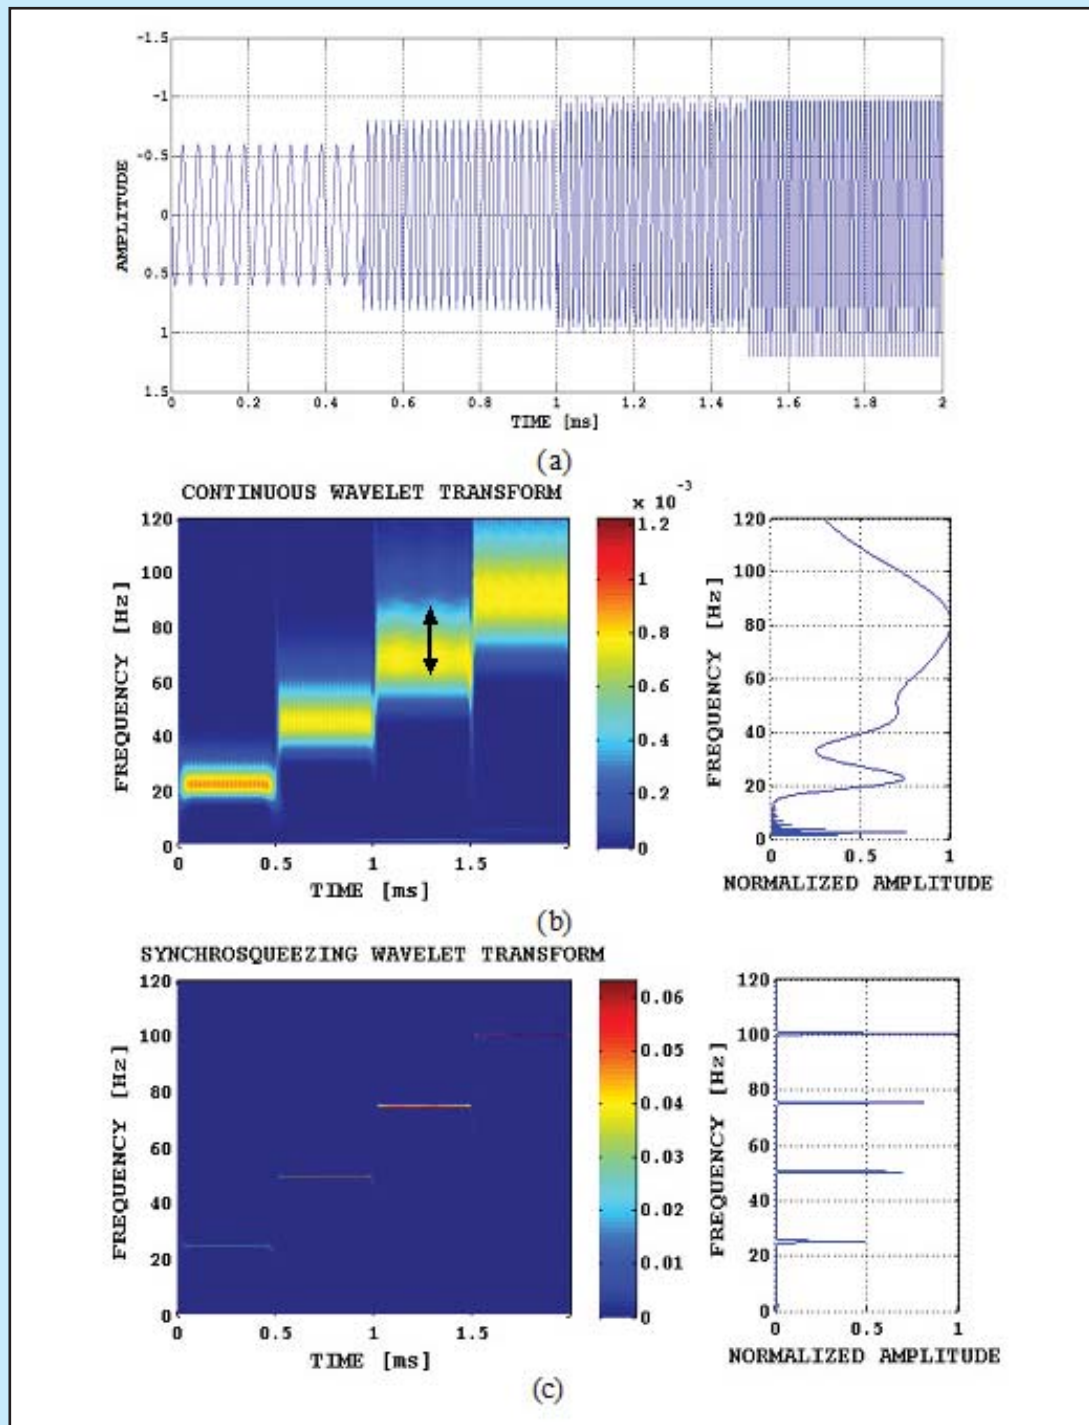 -1.5
-1
-0.5
0
0.5
1
1.5
AMPLITUDE
0 0.2 0.4 0.6 0.8 1 1.2 1.4 1.6 1.8 2
TIME [ms]
(a)
CONTINUOUS WAVELET TRANSFORM
x 10 -3
120
100
80
60
40
20
0
FREQUENCY [Hz]
0 0.5 1 1.5
TIME [ms]
1.2
1
0.8
0.6
0.4
0.2
0
120
100
80
60
40
20
0
FREQUENCY [Hz]
0 0.5 1
NORMALIZED AMPLITUDE
(b)
SYNCHROSQUEEZING WAVELET TRANSFORM
120
100
80
60
40
20
0
FREQUENCY [Hz]
0 0.5 1 1.5
TIME [ms]
0.06
0.05
0.04
0.03
0.02
0.01
0
120
100
80
60
40
20
0
FREQUENCY [Hz]
0 0.5 1
NORMALIZED AMPLITUDE
(c)